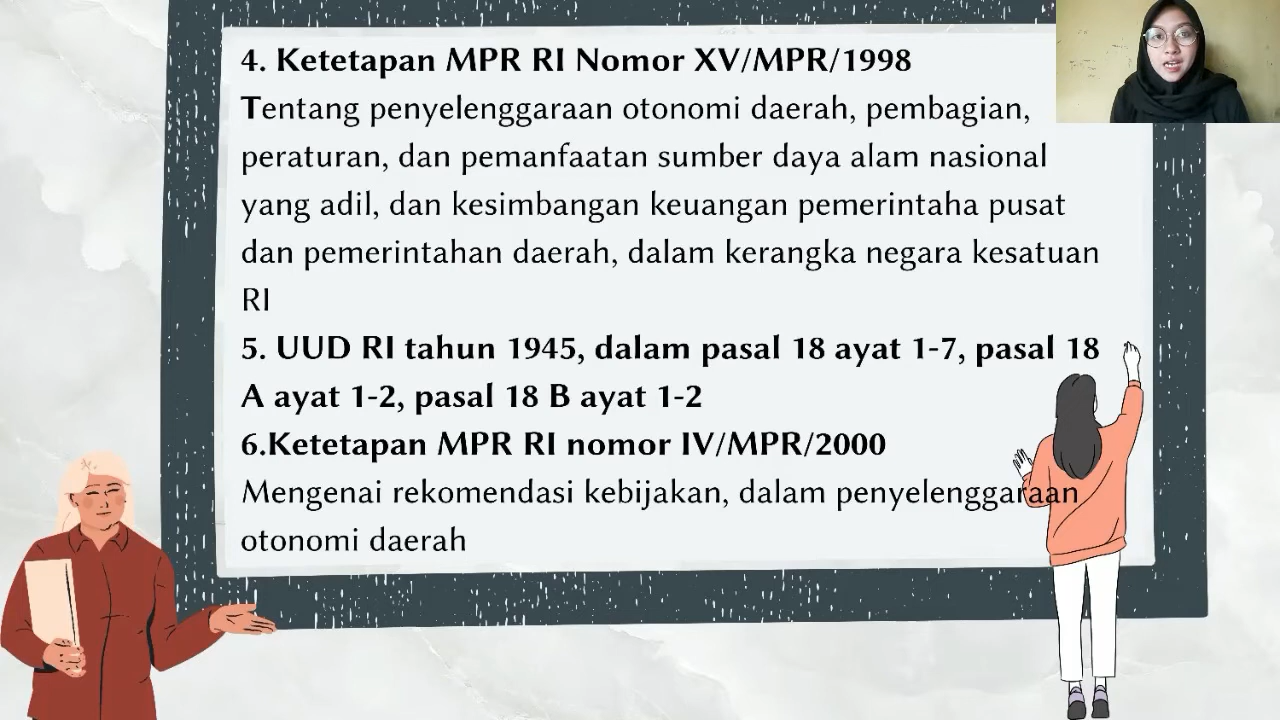 4. Ketetapan MPR RI Nomor XV/MPR/1998
Tentang penyelenggaraan otonomi daerah, pembagian,
peraturan, dan pemanfaatan sumber daya alam nasional
yang adil, dan kesimbangan keuangan pemerintaha pusat
dan pemerintahan daerah, dalam kerangka negara kesatuan
RI
5. UUD RI tahun 1945, dalam pasal 18 ayat 1-7, pasal 18
A ayat 1-2, pasal 18 B ayat 1-2
6.Ketetapan MPR RI nomor IV/MPR/2000
Mengenai rekomendasi kebijakan, dalam penyelenggaraan
otonomi daerah